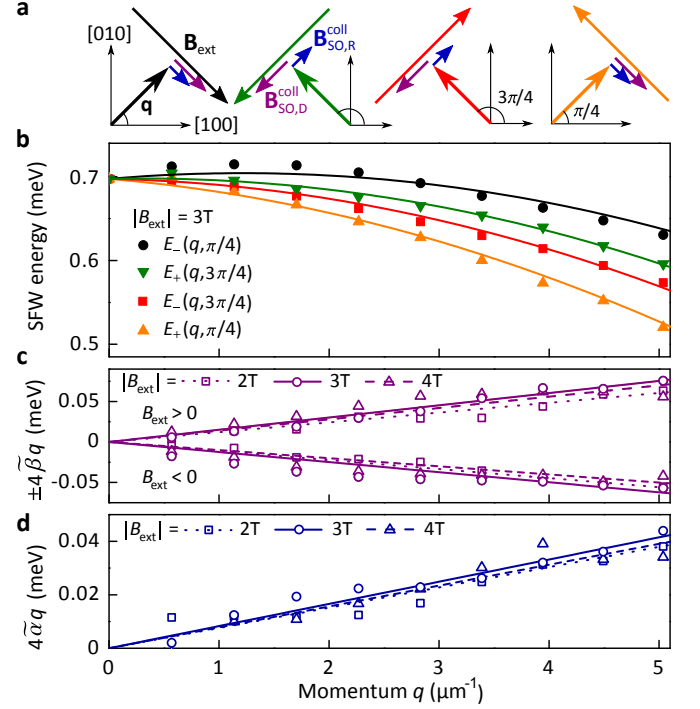 a
[010]
B_ext
B^coll_SO,R
q
B^coll_SO,D
3π/4
π/4
[100]
b
0.7
0.6
0.5
SFW energy (meV)
|B_ext| = 3T
E_−(q,π/4)
E_+(q,3π/4)
E_−(q,3π/4)
E_+(q,π/4)
c
|B_ext| = 2T 3T 4T
B_ext > 0
B_ext < 0
0.05
0
-0.05
±4β̃q (meV)
d
|B_ext| = 2T 3T 4T
0.04
0.02
0
4α̃q (meV)
0 1 2 3 4 5
Momentum q (μm⁻¹)